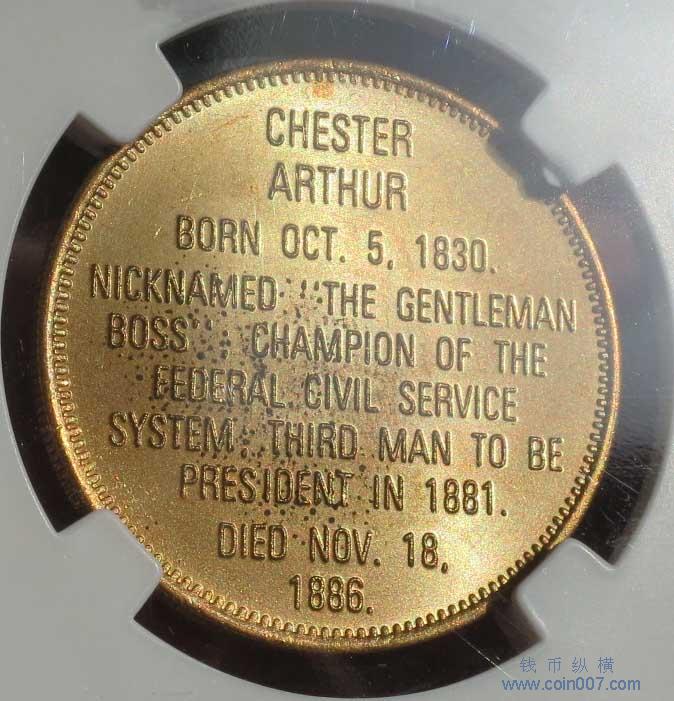 CHESTER
ARTHUR
BORN OCT. 5, 1830.
NICKNAMED "THE GENTLEMAN
BOSS". CHAMPION OF THE
FEDERAL CIVIL SERVICE
SYSTEM. THIRD MAN TO BE
PRESIDENT IN 1881.
DIED NOV. 18,
1886.
钱币纵横
www.coin007.com